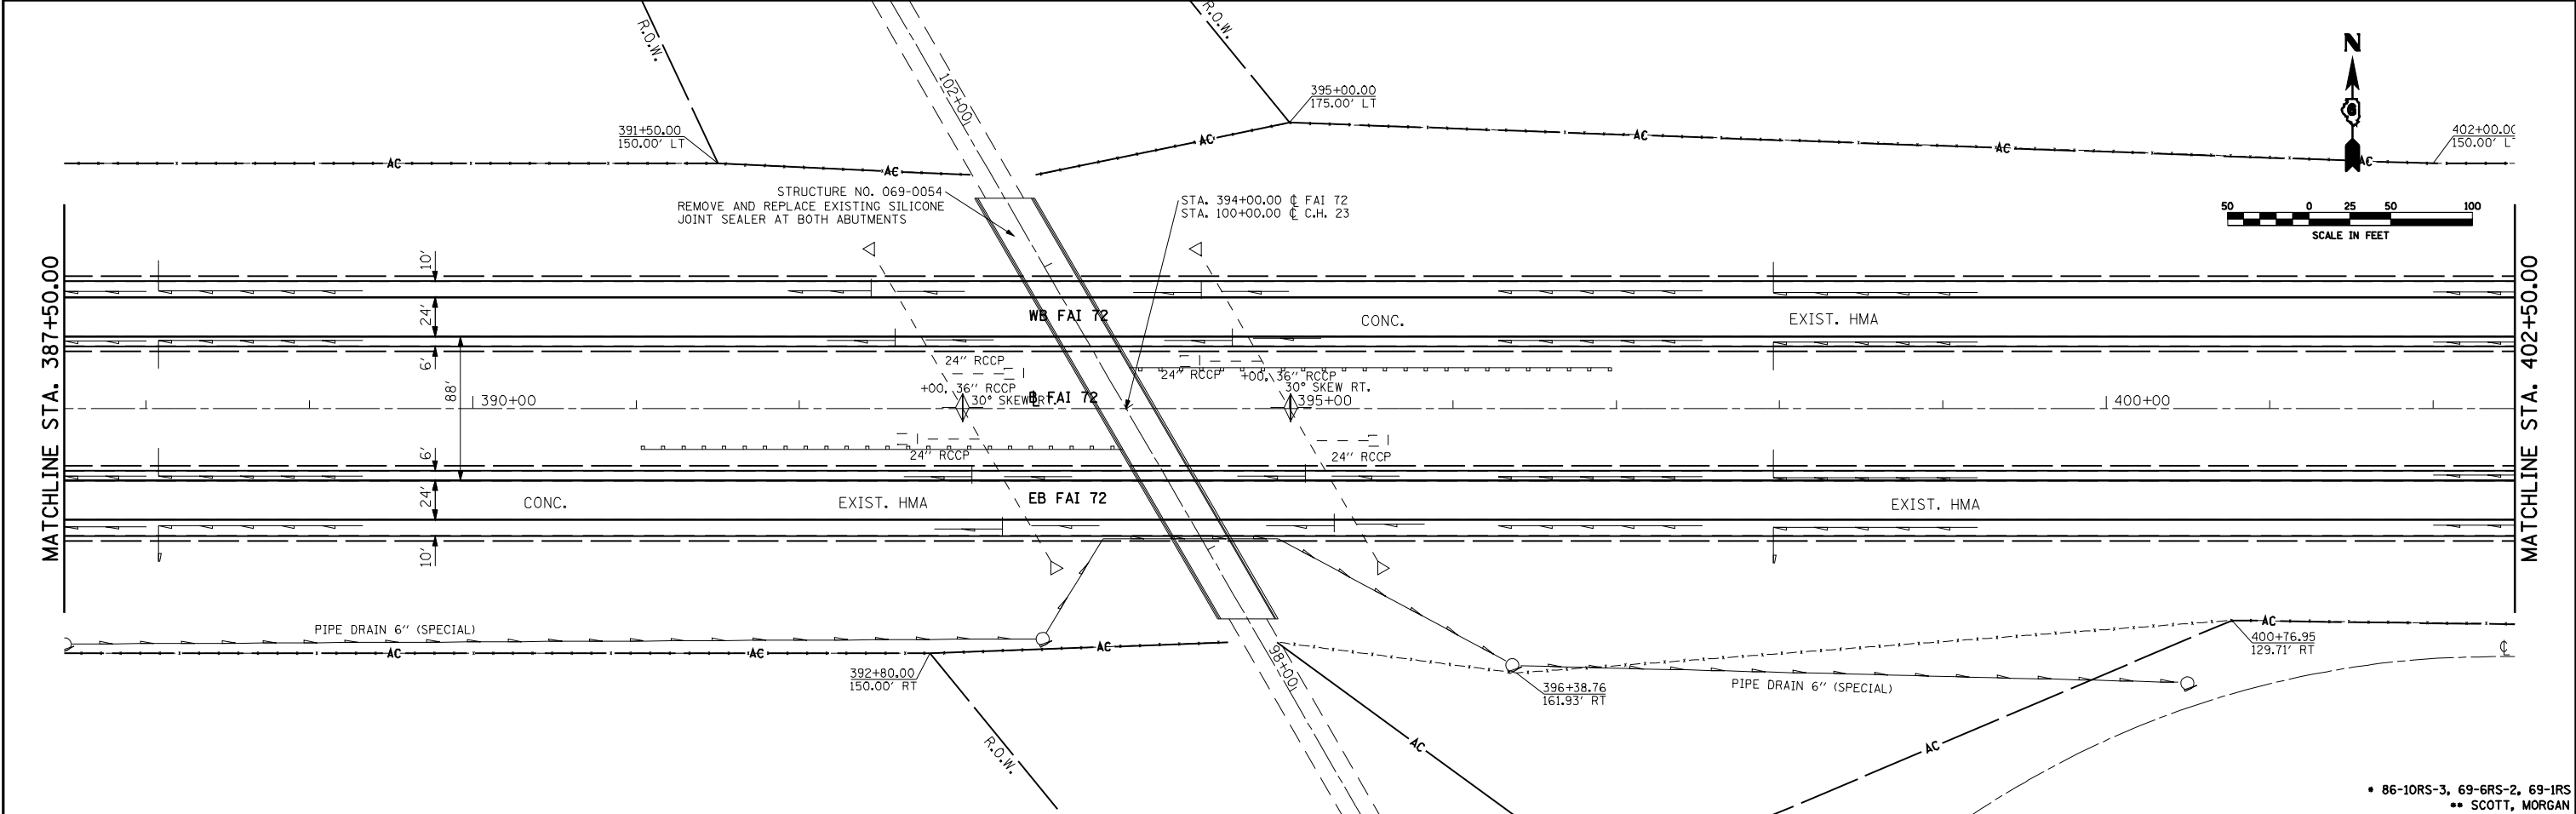 R.O.W.
R.O.W.
102+00
395+00.00
175.00' LT
N
391+50.00
150.00' LT
402+00.0
150.00' L
AC
AC
AC
AC
AC
AC
STRUCTURE NO. 069-0054
REMOVE AND REPLACE EXISTING SILICONE
JOINT SEALER AT BOTH ABUTMENTS
STA. 394+00.00 ℄ FAI 72
STA. 100+00.00 ℄ C.H. 23
50 0 25 50 100
SCALE IN FEET
MATCHLINE STA. 387+50.00
MATCHLINE STA. 402+50.00
10'
24'
6'
88'
6'
24'
10'
WB FAI 72
CONC.
EXIST. HMA
24'' RCCP
24'' RCCP
+00, 36'' RCCP
30° SKEW RT.
+00, 36'' RCCP
30° SKEW RT.
FAI 72
390+00
395+00
400+00
24'' RCCP
24'' RCCP
EB FAI 72
CONC.
EXIST. HMA
EXIST. HMA
PIPE DRAIN 6'' (SPECIAL)
AC
AC
AC
AC
392+80.00
150.00' RT
98+00
396+38.76
161.93' RT
PIPE DRAIN 6'' (SPECIAL)
400+76.95
129.71' RT
℄
R.O.W.
AC
AC
* 86-10RS-3, 69-6RS-2, 69-1RS
** SCOTT, MORGAN